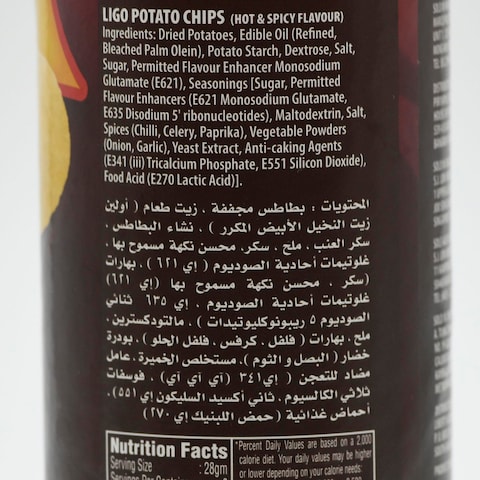 LIGO POTATO CHIPS (HOT & SPICY FLAVOUR)
Ingredients: Dried Potatoes, Edible Oil (Refined,
Bleached Palm Olein), Potato Starch, Dextrose, Salt,
Sugar, Permitted Flavour Enhancer Monosodium
Glutamate (E621), Seasonings [Sugar, Permitted
Flavour Enhancers (E621 Monosodium Glutamate,
E635 Disodium 5' ribonucleotides), Maltodextrin, Salt,
Spices (Chilli, Celery, Paprika), Vegetable Powders
(Onion, Garlic), Yeast Extract, Anti-caking Agents
(E341 (iii) Tricalcium Phosphate, E551 Silicon Dioxide),
Food Acid (E270 Lactic Acid)].
المحتويات : بطاطس مجففة ، زيت طعام ( أولين
زيت النخيل الأبيض المكرر ) ، نشاء البطاطس ،
سكر العنب ، ملح ، سكر، محسن نكهة مسموح بها ،
غلوتيمات أحادية الصوديوم ( إي ٦٢١ ) ، بهارات
(سكر ، محسن نكهة مسموح بها ( إي ٦٢١)
غلوتيمات أحادية الصوديوم ، إي ٦٣٥ ثنائي
الصوديوم ٥ ريبونوكليوتيدات ) ، مالتودكسترين ،
ملح ، بهارات ( فلفل ، كرفس ، فلفل الحلو ) ، بودرة
خضار ( البصل و الثوم ) ، مستخلص الخميرة ، عامل
مضاد للتعجن ( إي٣٤١ (آي آي آي) ، فوسفات
ثلاثي الكالسيوم ، ثاني أكسيد السليكون إي ٥٥١)،
أحماض غذائية ( حمض اللبنيك إي ٢٧٠)
Nutrition Facts
Serving Size : 28gm
*Percent Daily Values are based on a 2,000
calorie diet. Your daily values may be higher
or lower depending on your calorie needs: